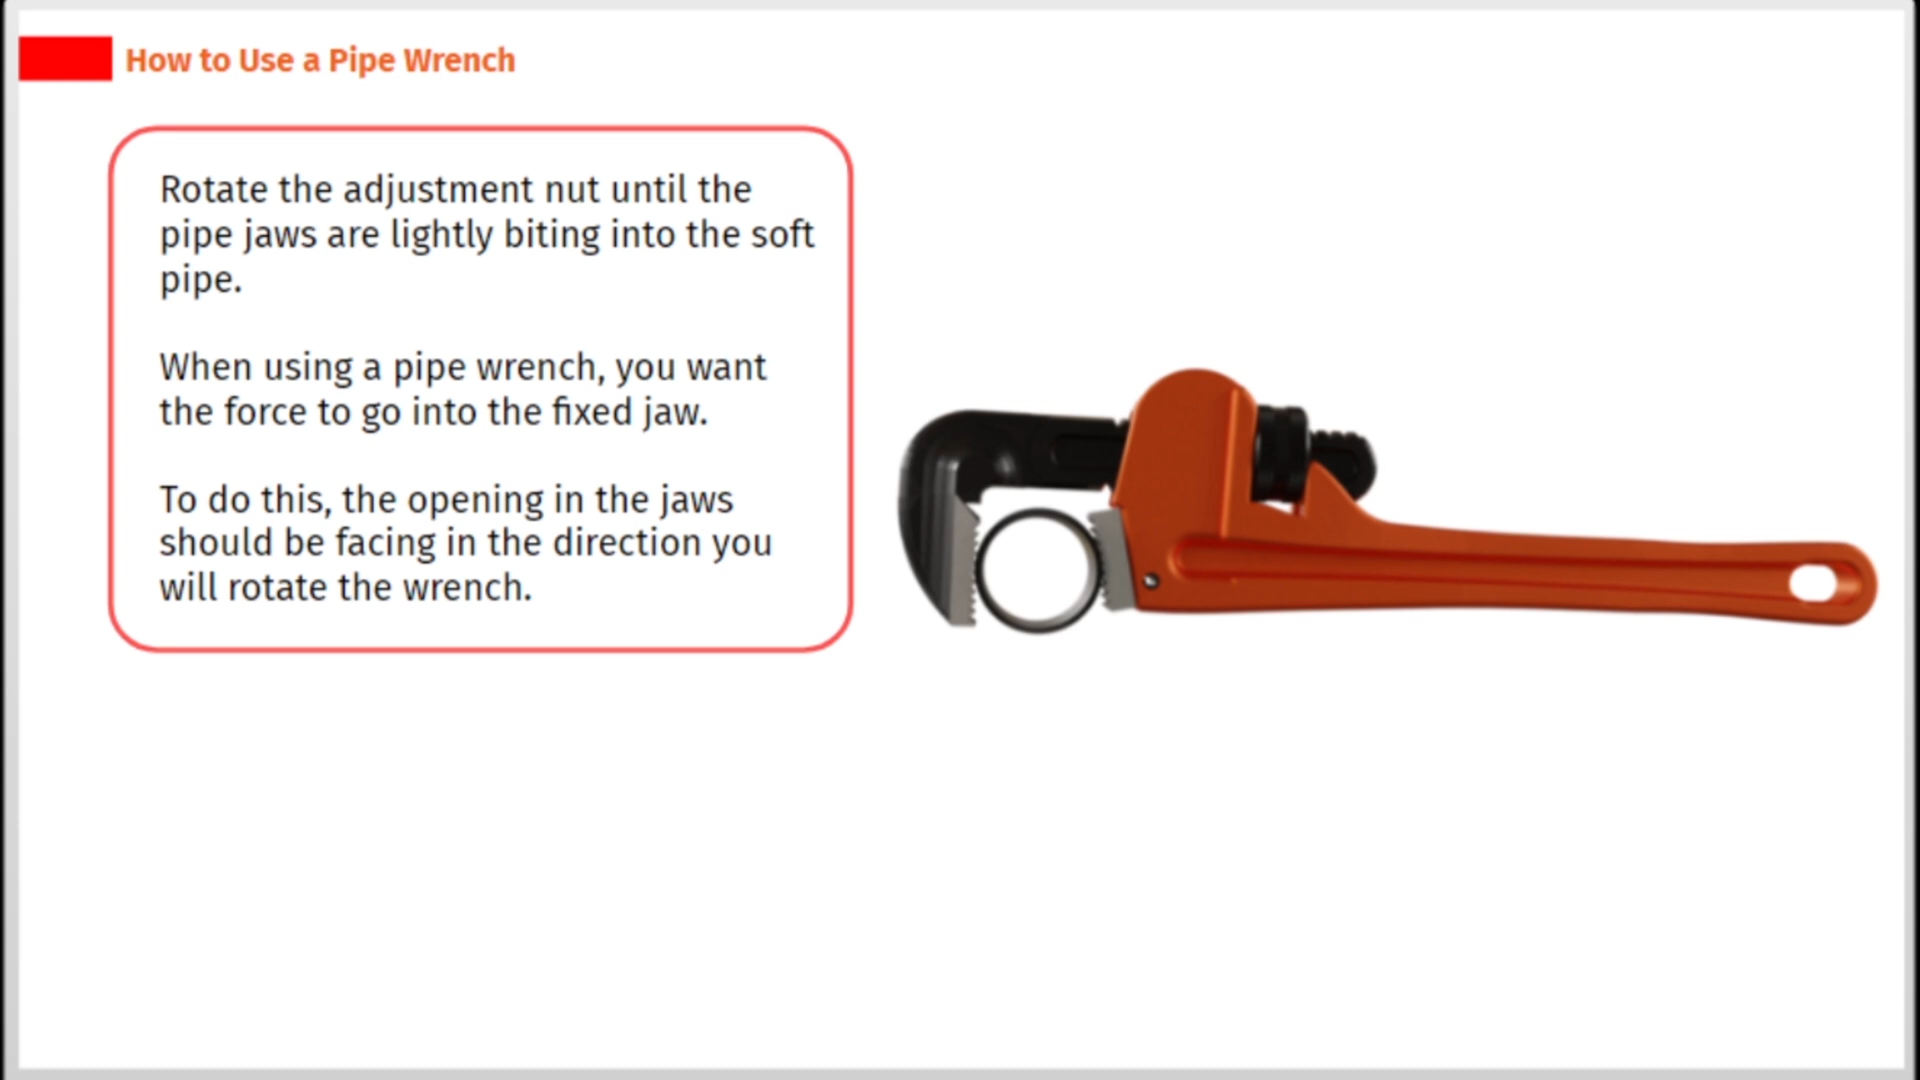 How to Use a Pipe Wrench
Rotate the adjustment nut until the
pipe jaws are lightly biting into the soft
pipe.
When using a pipe wrench, you want
the force to go into the fixed jaw.
To do this, the opening in the jaws
should be facing in the direction you
will rotate the wrench.